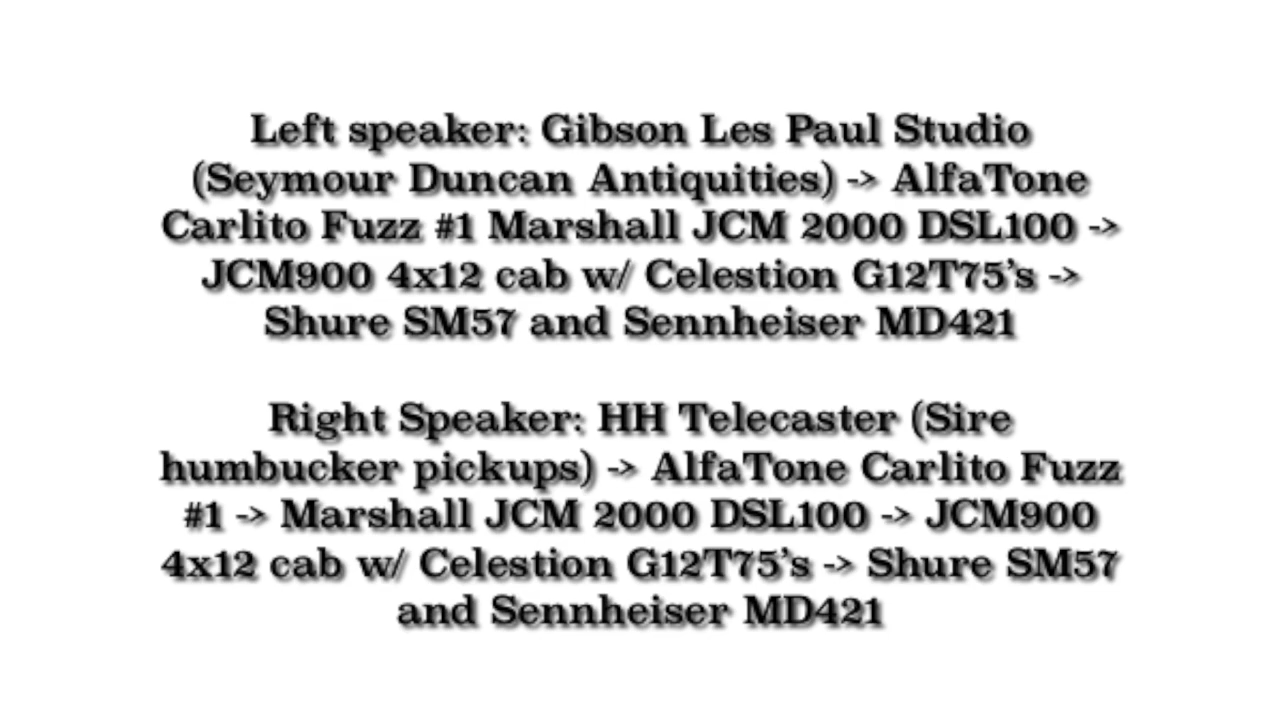 Left speaker: Gibson Les Paul Studio
(Seymour Duncan Antiquities) -> AlfaTone
Carlito Fuzz #1 Marshall JCM 2000 DSL100 ->
JCM900 4x12 cab w/ Celestion G12T75's ->
Shure SM57 and Sennheiser MD421
Right Speaker: HH Telecaster (Sire
humbucker pickups) -> AlfaTone Carlito Fuzz
#1 -> Marshall JCM 2000 DSL100 -> JCM900
4x12 cab w/ Celestion G12T75's -> Shure SM57
and Sennheiser MD421